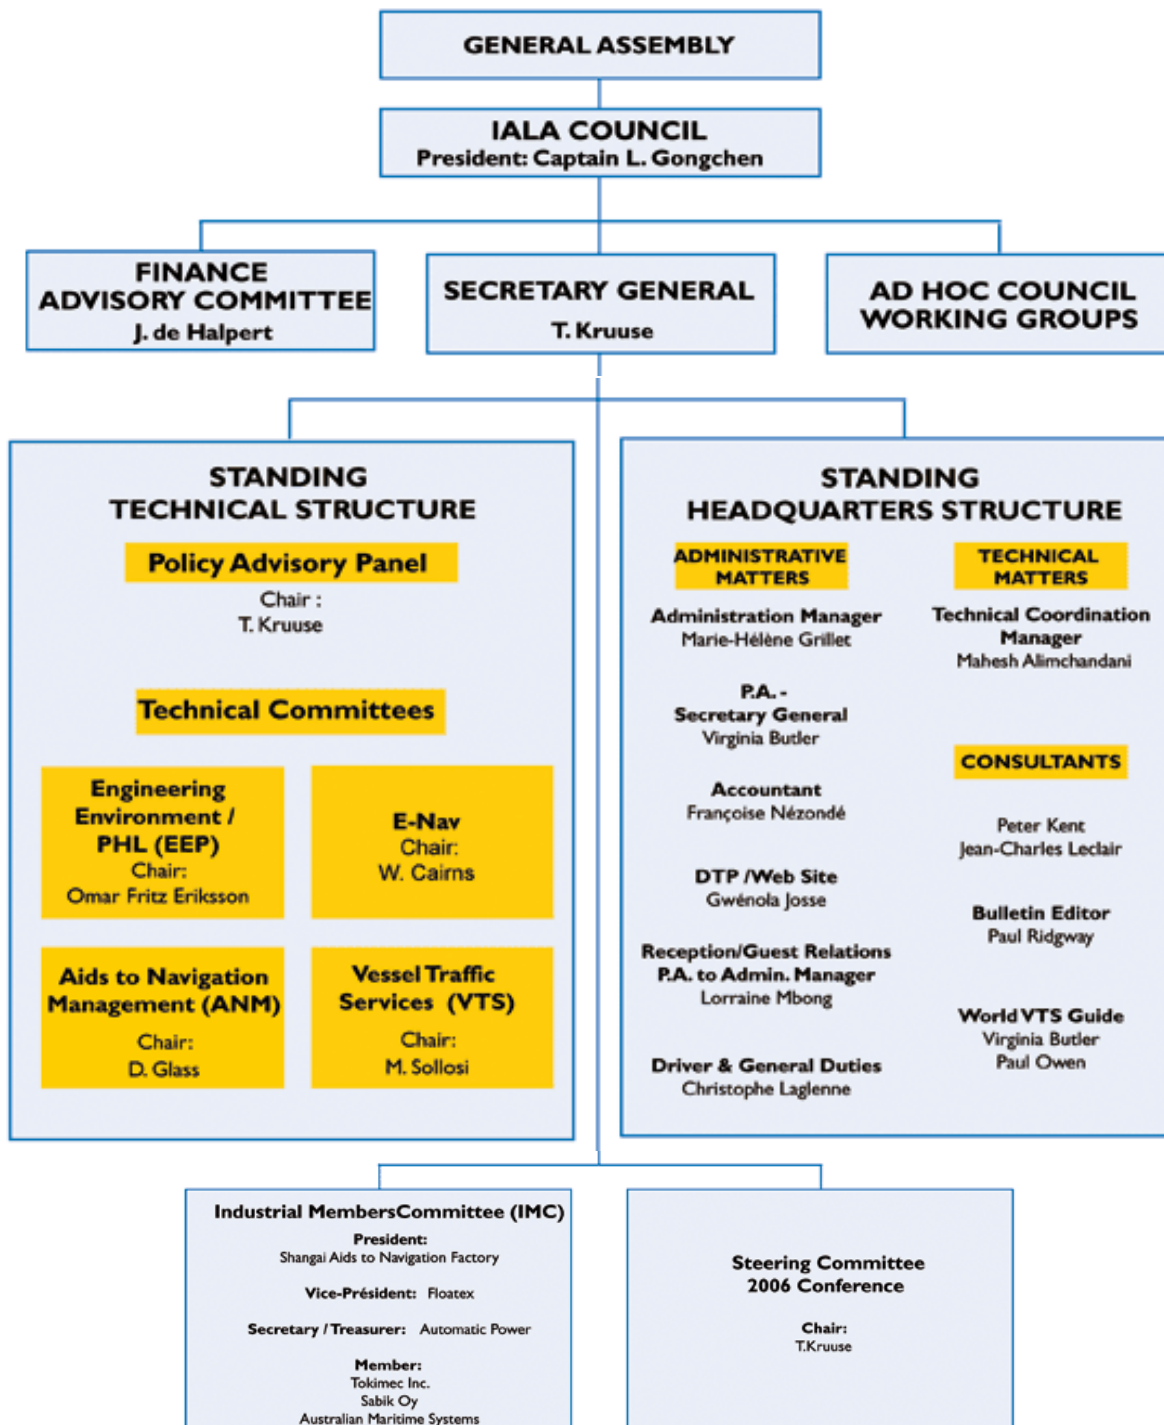 GENERAL ASSEMBLY
IALA COUNCIL
President: Captain L. Gongchen
FINANCE
ADVISORY COMMITTEE
J. de Halpert
SECRETARY GENERAL
T. Kruuse
AD HOC COUNCIL
WORKING GROUPS
STANDING
TECHNICAL STRUCTURE
Policy Advisory Panel
Chair :
T. Kruuse
Technical Committees
Engineering
Environment /
PHL (EEP)
Chair:
Omar Fritz Eriksson
E-Nav
Chair:
W. Cairns
Aids to Navigation
Management (ANM)
Chair:
D. Glass
Vessel Traffic
Services (VTS)
Chair:
M. Sollosi
STANDING
HEADQUARTERS STRUCTURE
ADMINISTRATIVE
MATTERS
Administration Manager
Marie-Hélène Grillet
P.A. -
Secretary General
Virginia Butler
Accountant
Françoise Nézondé
DTP /Web Site
Gwénola Josse
Reception/Guest Relations
P.A. to Admin. Manager
Lorraine Mbong
Driver & General Duties
Christophe Laglenne
TECHNICAL
MATTERS
Technical Coordination
Manager
Mahesh Alimchandani
CONSULTANTS
Peter Kent
Jean-Charles Leclair
Bulletin Editor
Paul Ridgway
World VTS Guide
Virginia Butler
Paul Owen
Industrial MembersCommittee (IMC)
President:
Shangai Aids to Navigation Factory
Vice-Président: Floatex
Secretary / Treasurer: Automatic Power
Member:
Tokimec Inc.
Sabik Oy
Australian Maritime Systems
Steering Committee
2006 Conference
Chair:
T.Kruuse